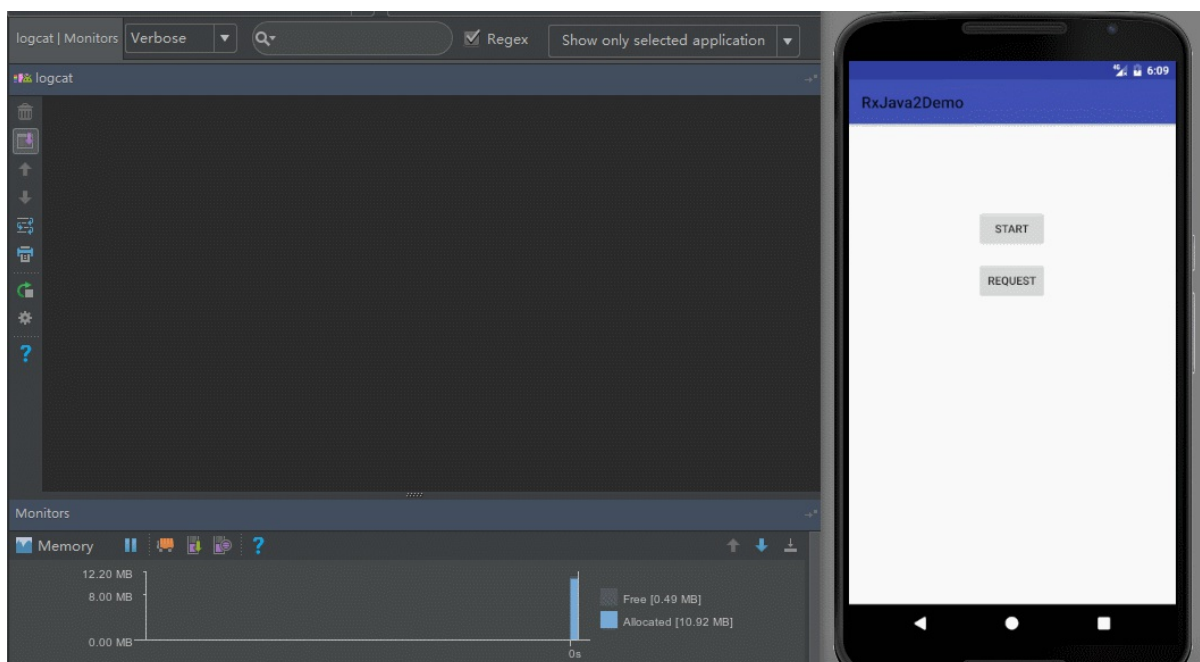 logcat | Monitors Verbose Regex Show only selected application
logcat
?
Monitors
Memory ?
12.20 MB
8.00 MB
0.00 MB
0s
Free [0.49 MB]
Allocated [10.92 MB]
4G 6:09
RxJava2Demo
START
REQUEST